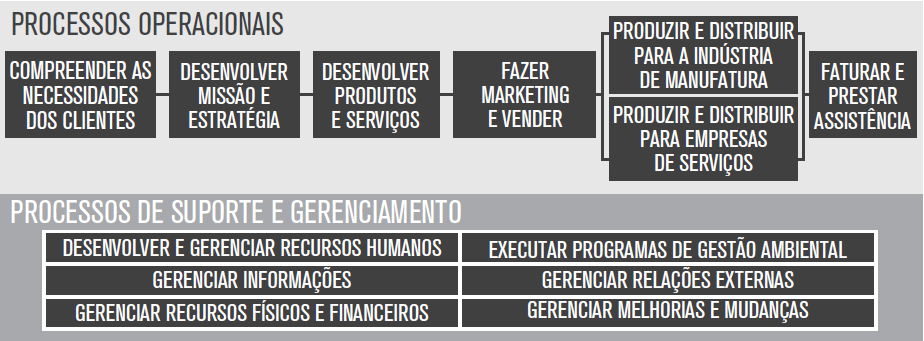 PROCESSOS OPERACIONAIS
COMPREENDER AS
NECESSIDADES
DOS CLIENTES
DESENVOLVER
MISSÃO E
ESTRATÉGIA
DESENVOLVER
PRODUTOS
E SERVIÇOS
FAZER
MARKETING
E VENDER
PRODUZIR E DISTRIBUIR
PARA A INDÚSTRIA
DE MANUFATURA
PRODUZIR E DISTRIBUIR
PARA EMPRESAS
DE SERVIÇOS
FATURAR E
PRESTAR
ASSISTÊNCIA
PROCESSOS DE SUPORTE E GERENCIAMENTO
DESENVOLVER E GERENCIAR RECURSOS HUMANOS
EXECUTAR PROGRAMAS DE GESTÃO AMBIENTAL
GERENCIAR INFORMAÇÕES
GERENCIAR RELAÇÕES EXTERNAS
GERENCIAR RECURSOS FÍSICOS E FINANCEIROS
GERENCIAR MELHORIAS E MUDANÇAS